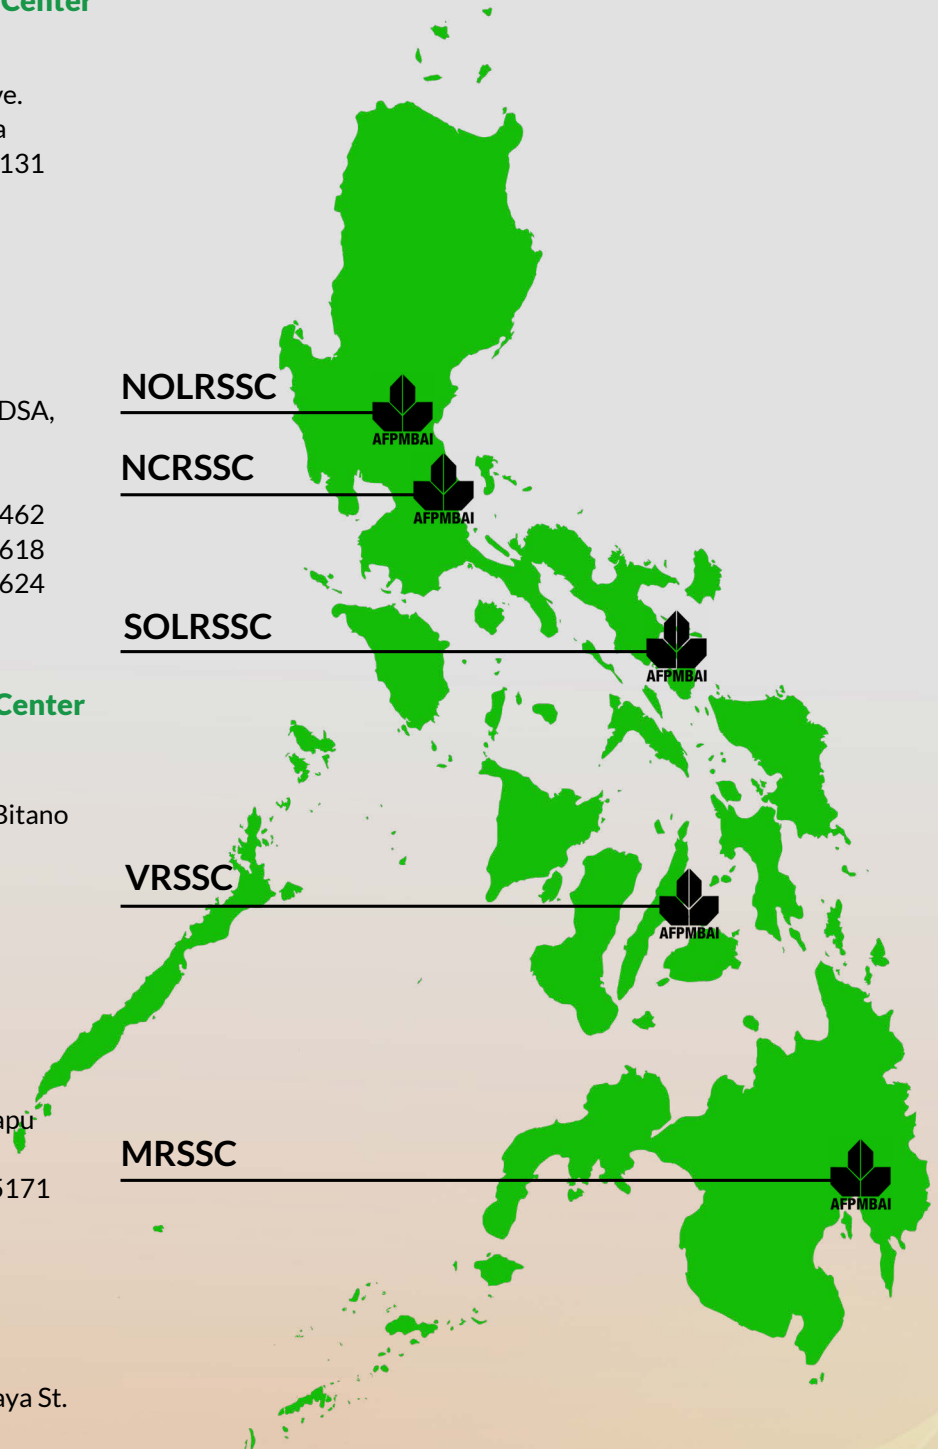 Center
ve.
a
131
NOLRSSC
AFPMBAI
DSA,
NCRSSC
AFPMBAI
462
618
624
SOLRSSC
AFPMBAI
Center
Bitano
VRSSC
AFPMBAI
apu
MRSSC
5171
AFPMBAI
aya St.